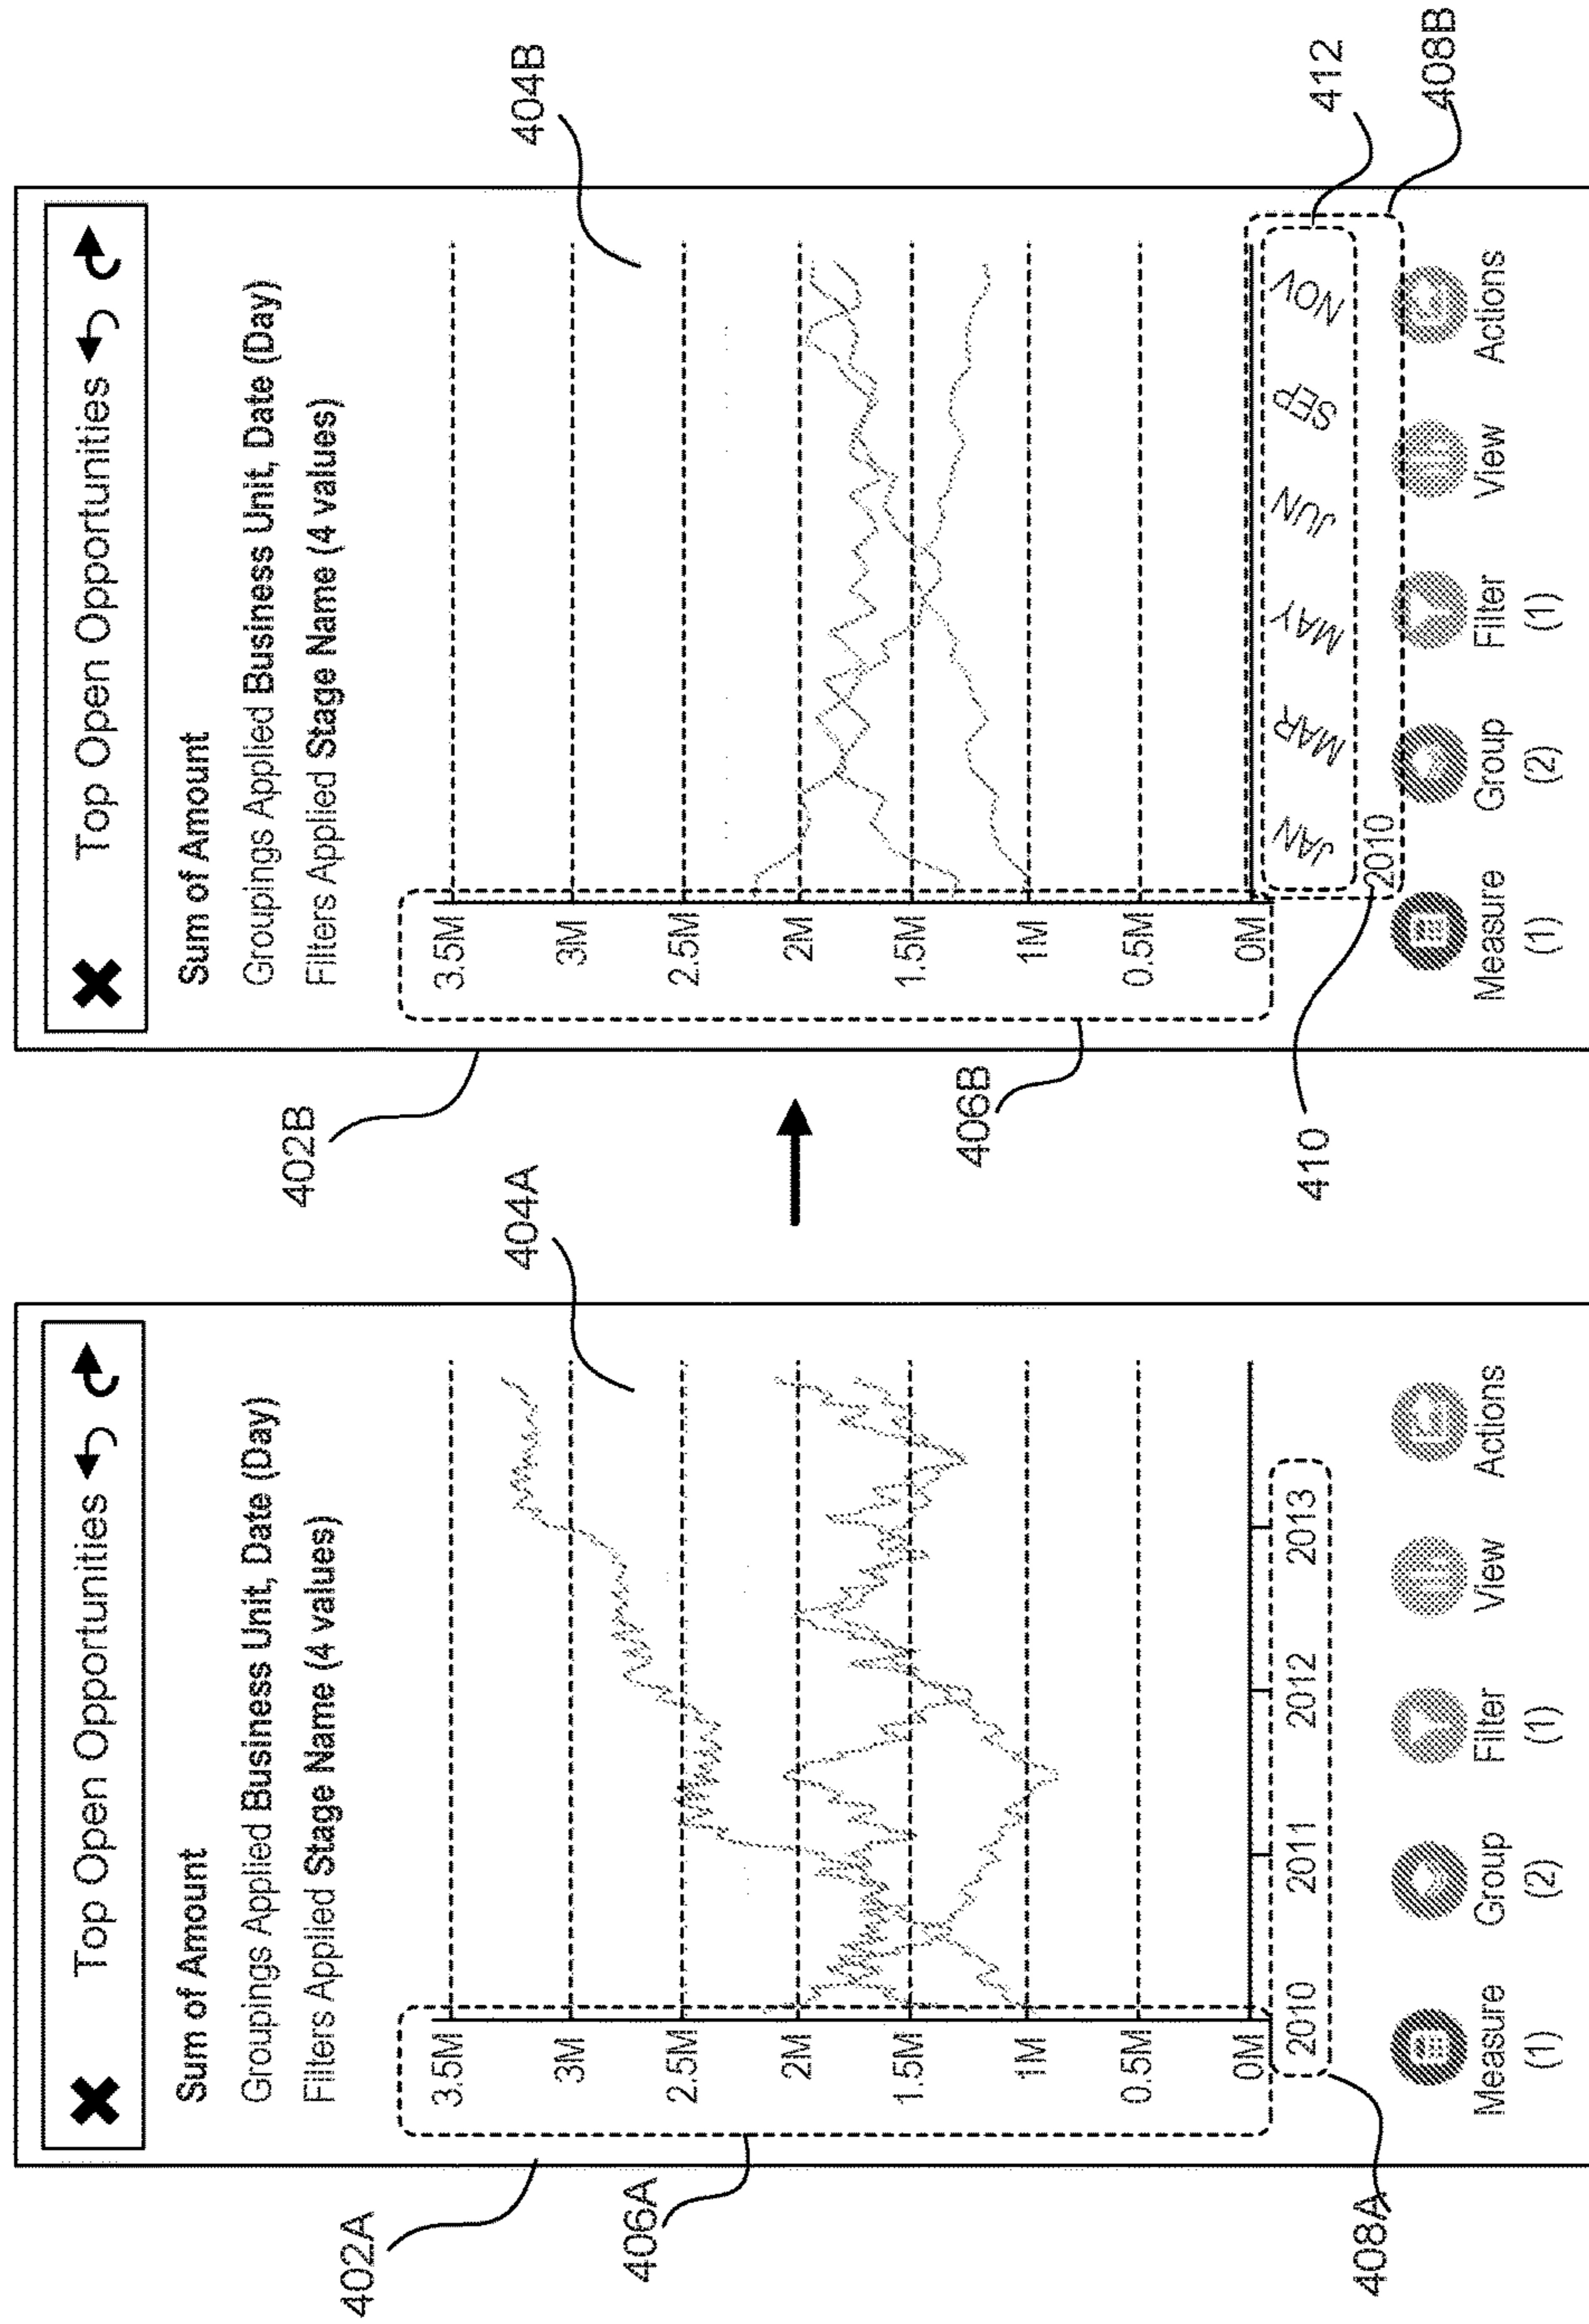 402A
Top Open Opportunities
Sum of Amount
Groupings Applied Business Unit, Date (Day)
Filters Applied Stage Name (4 values)
404A
406A
3.5M
3M
2.5M
2M
1.5M
1M
0.5M
0M
2010 2011 2012 2013
408A
Measure Group Filter View Actions
(1) (2) (1)
402B
Top Open Opportunities
Sum of Amount
Groupings Applied Business Unit, Date (Day)
Filters Applied Stage Name (4 values)
404B
406B
3.5M
3M
2.5M
2M
1.5M
1M
0.5M
0M
JAN MAR MAY JUN SEP NOV
412
2010
410
408B
Measure Group Filter View Actions
(1) (2) (1)